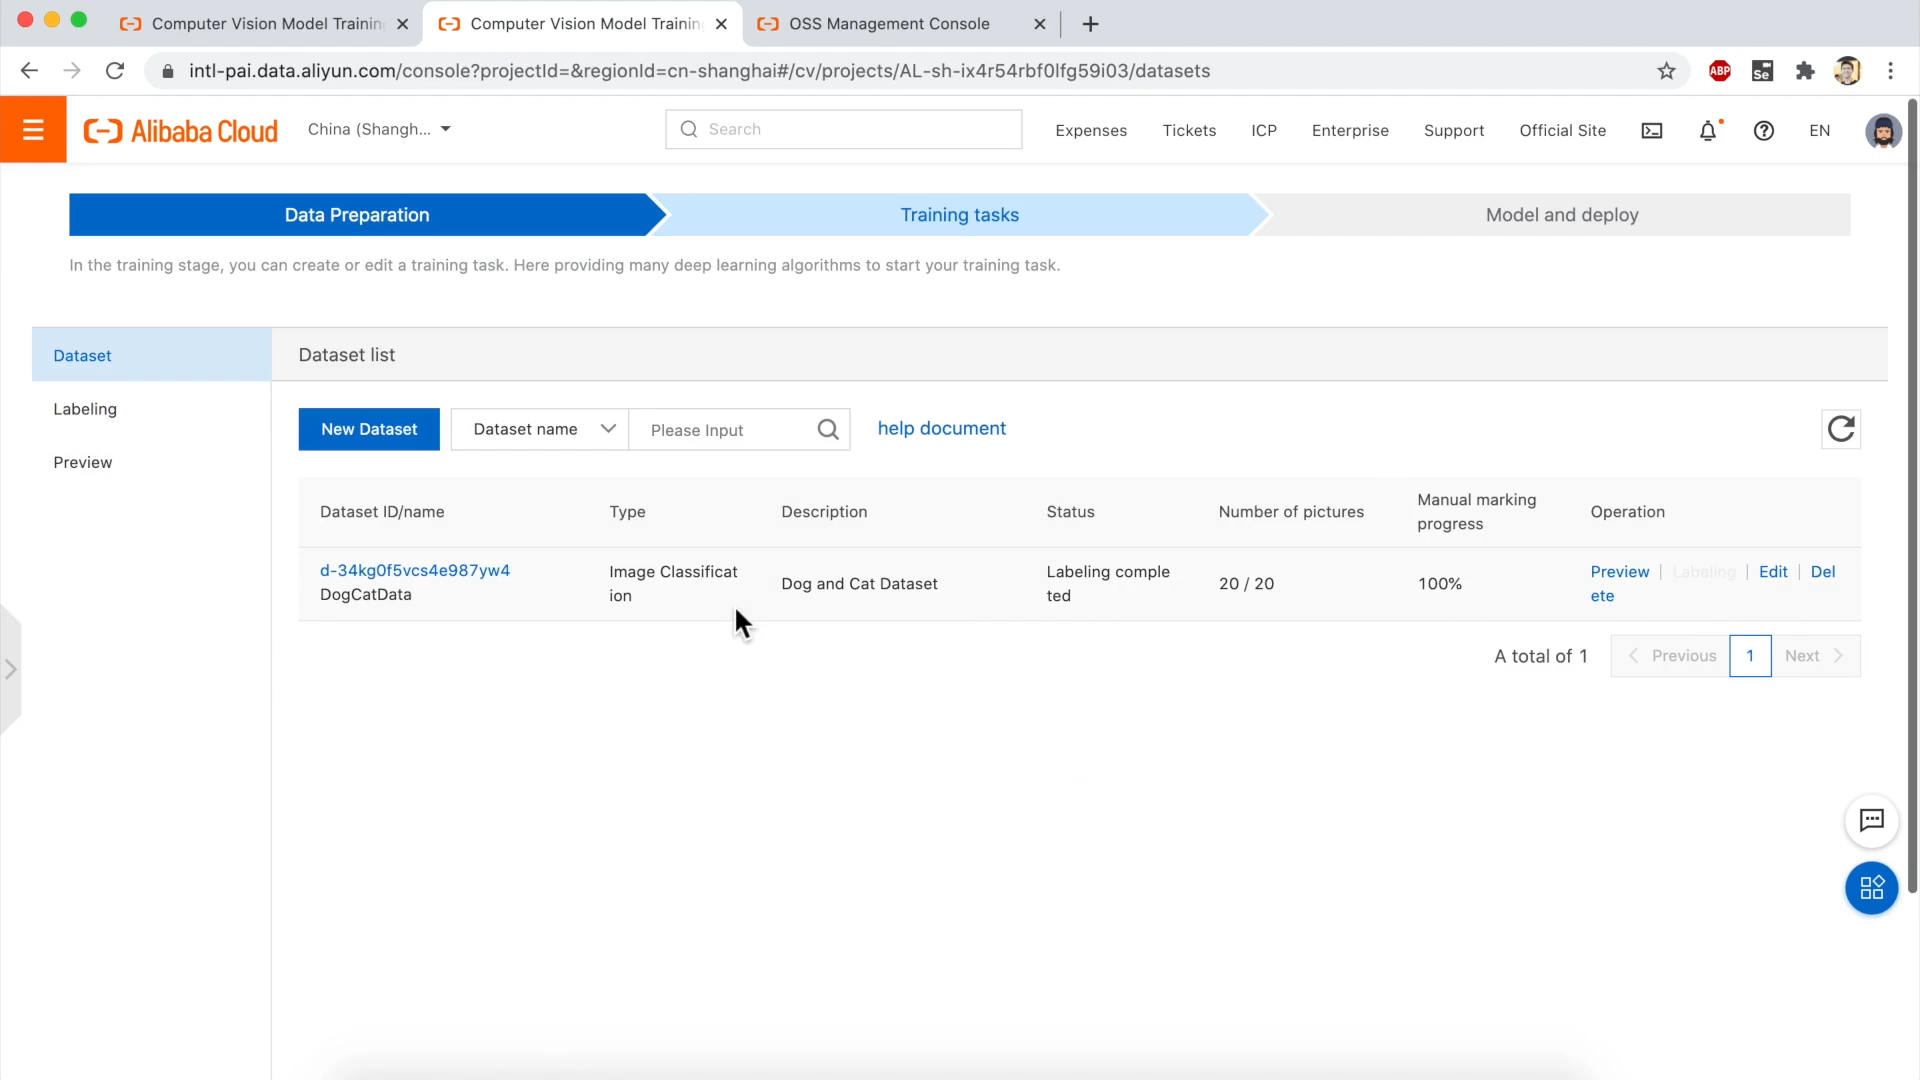 Computer Vision Model Trainin
Computer Vision Model Trainin
OSS Management Console
intl-pai.data.aliyun.com/console?projectId=&regionId=cn-shanghai#/cv/projects/AL-sh-ix4r54rbf0lfg59i03/datasets
ABP
Se
Alibaba Cloud
China (Shangh...
Search
Expenses
Tickets
ICP
Enterprise
Support
Official Site
EN
Data Preparation
Training tasks
Model and deploy
In the training stage, you can create or edit a training task. Here providing many deep learning algorithms to start your training task.
Dataset
Labeling
Preview
Dataset list
New Dataset
Dataset name
Please Input
help document
Dataset ID/name
Type
Description
Status
Number of pictures
Manual marking
progress
Operation
d-34kg0f5vcs4e987yw4
DogCatData
Image Classificat
ion
Dog and Cat Dataset
Labeling comple
ted
20 / 20
100%
Preview | Labeling | Edit | Del
ete
A total of 1
Previous
1
Next